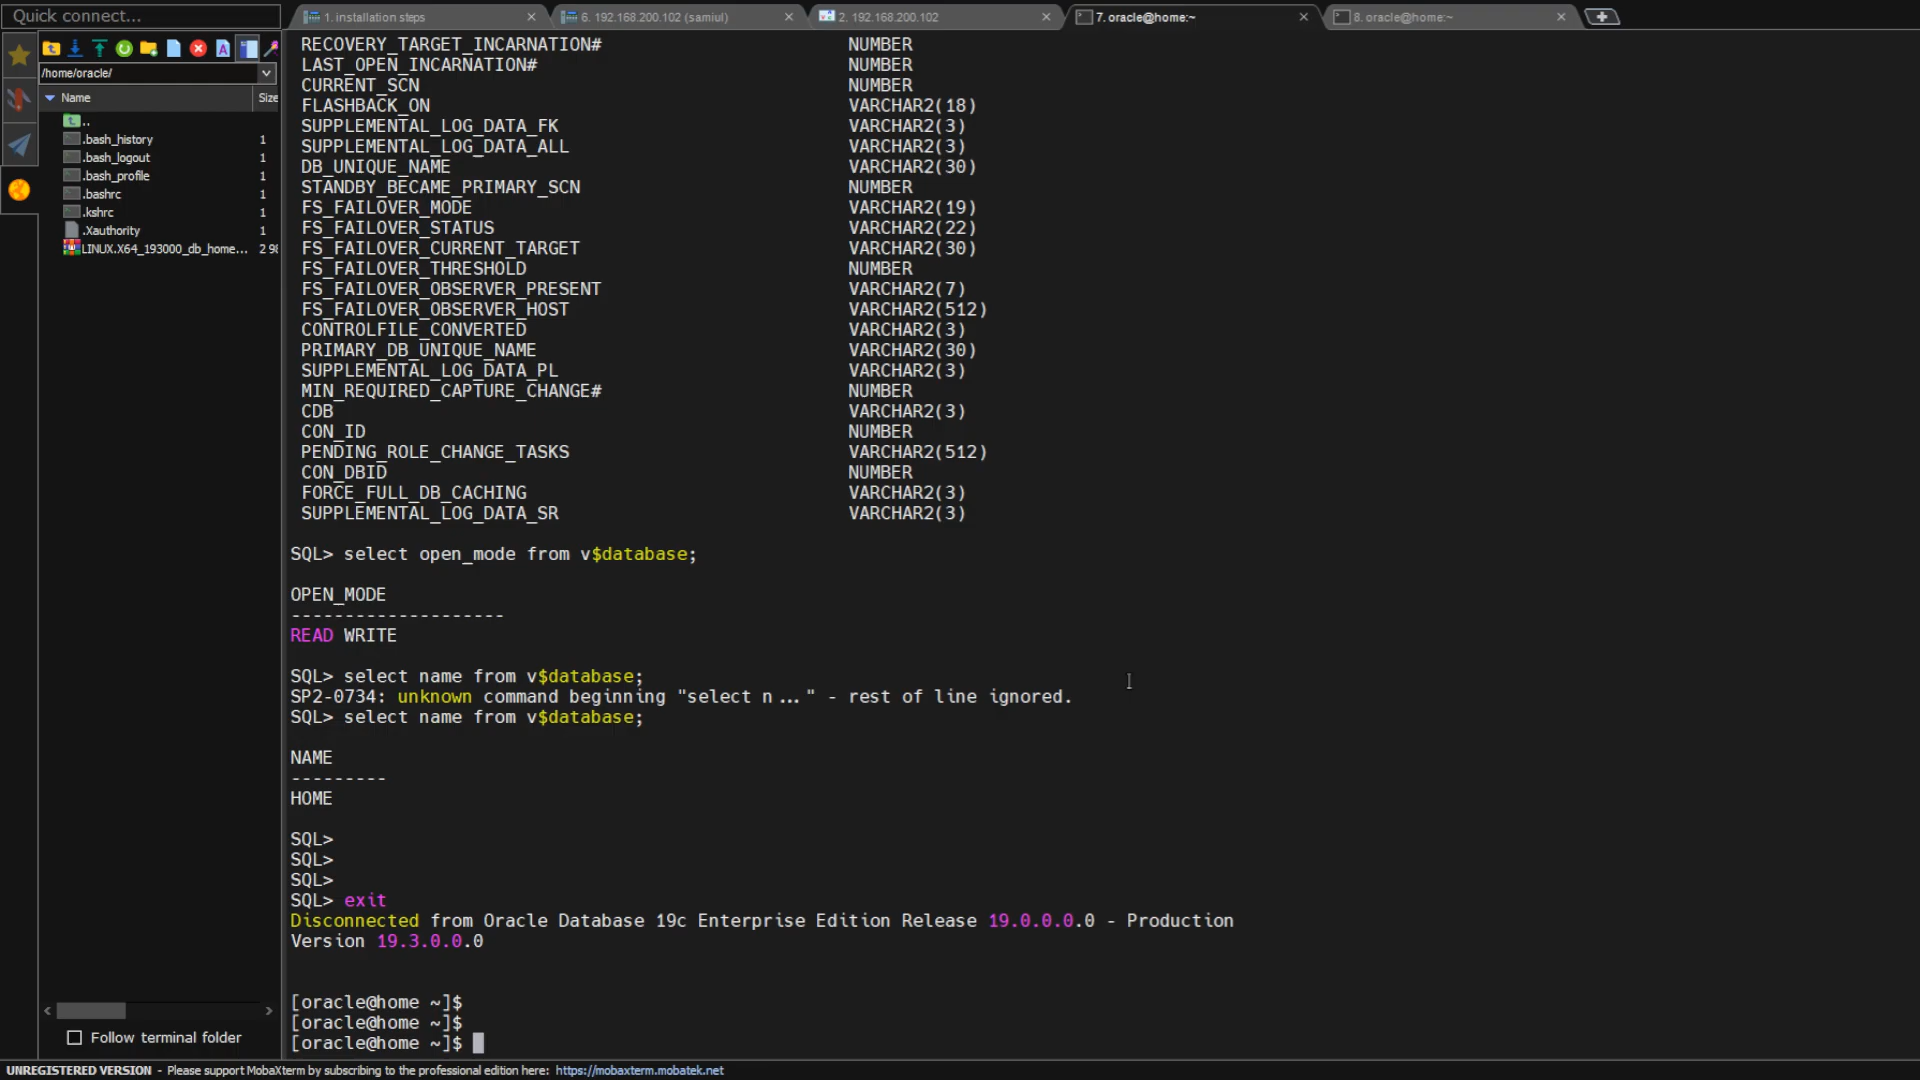 Quick connect...
1. installation steps
6. 192.168.200.102 (samiul)
2. 192.168.200.102
7. oracle@home:~
8. oracle@home:~
/home/oracle/
Name Size
..
.bash_history 1
.bash_logout 1
.bash_profile 1
.bashrc 1
.kshrc 1
.Xauthority 1
LINUX.X64_193000_db_home... 2 98
Follow terminal folder
RECOVERY_TARGET_INCARNATION# NUMBER
LAST_OPEN_INCARNATION# NUMBER
CURRENT_SCN NUMBER
FLASHBACK_ON VARCHAR2(18)
SUPPLEMENTAL_LOG_DATA_FK VARCHAR2(3)
SUPPLEMENTAL_LOG_DATA_ALL VARCHAR2(3)
DB_UNIQUE_NAME VARCHAR2(30)
STANDBY_BECAME_PRIMARY_SCN NUMBER
FS_FAILOVER_MODE VARCHAR2(19)
FS_FAILOVER_STATUS VARCHAR2(22)
FS_FAILOVER_CURRENT_TARGET VARCHAR2(30)
FS_FAILOVER_THRESHOLD NUMBER
FS_FAILOVER_OBSERVER_PRESENT VARCHAR2(7)
FS_FAILOVER_OBSERVER_HOST VARCHAR2(512)
CONTROLFILE_CONVERTED VARCHAR2(3)
PRIMARY_DB_UNIQUE_NAME VARCHAR2(30)
SUPPLEMENTAL_LOG_DATA_PL VARCHAR2(3)
MIN_REQUIRED_CAPTURE_CHANGE# NUMBER
CDB VARCHAR2(3)
CON_ID NUMBER
PENDING_ROLE_CHANGE_TASKS VARCHAR2(512)
CON_DBID NUMBER
FORCE_FULL_DB_CACHING VARCHAR2(3)
SUPPLEMENTAL_LOG_DATA_SR VARCHAR2(3)
SQL> select open_mode from v$database;
OPEN_MODE
--------------------
READ WRITE
SQL> select name from v$database;
SP2-0734: unknown command beginning "select n..." - rest of line ignored.
SQL> select name from v$database;
NAME
---------
HOME
SQL>
SQL>
SQL>
SQL> exit
Disconnected from Oracle Database 19c Enterprise Edition Release 19.0.0.0.0 - Production
Version 19.3.0.0.0
[oracle@home ~]$
[oracle@home ~]$
[oracle@home ~]$
UNREGISTERED VERSION - Please support MobaXterm by subscribing to the professional edition here: https://mobaxterm.mobatek.net